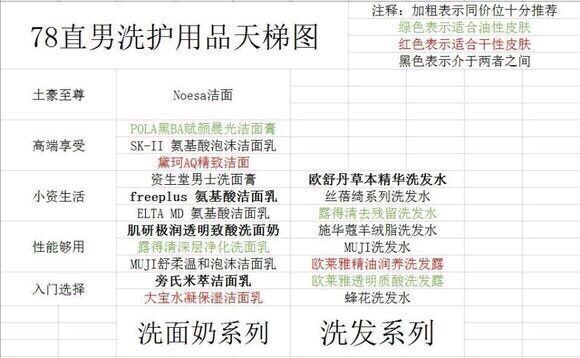 78直男洗护用品天梯图
注释：加粗表示同价位十分推荐
绿色表示适合油性皮肤
红色表示适合干性皮肤
黑色表示介于两者之间
土豪至尊
Noesa洁面
高端享受
POLA黑BA赋颜晨光洁面膏
SK-II 氨基酸泡沫洁面乳
黛珂AQ精致洁面
小资生活
资生堂男士洗面膏
欧舒丹草本精华洗发水
freeplus 氨基酸洁面乳
丝蓓绮系列洗发水
ELTA MD 氨基酸洁面乳
露得清去残留洗发水
性能够用
肌研极润透明致酸洗面奶
施华蔻羊绒脂洗发水
露得清深层净化洗面乳
MUJI洗发水
MUJI舒柔温和泡沫洁面乳
欧莱雅精油润养洗发露
入门选择
旁氏米萃洁面乳
欧莱雅透明质酸洗发露
大宝水凝保湿洁面乳
蜂花洗发水
洗面奶系列
洗发系列